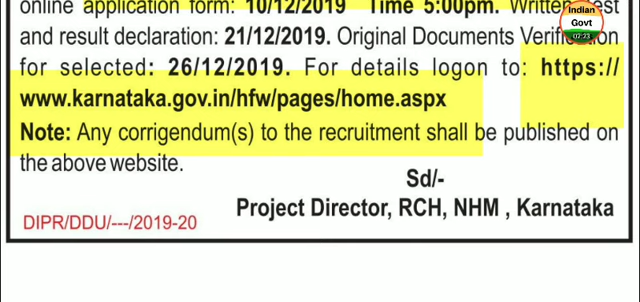 online application form: 10/12/2019 Time 5:00pm. Written
and result declaration: 21/12/2019. Original Documents
for selected: 26/12/2019. For details logon to: https://
www.karnataka.gov.in/hfw/pages/home.aspx
Note: Any corrigendum(s) to the recruitment shall be published on
the above website.
Sd/-
Project Director, RCH, NHM , Karnataka
DIPR/DDU/---/2019-20
Indian
Govt
07:23